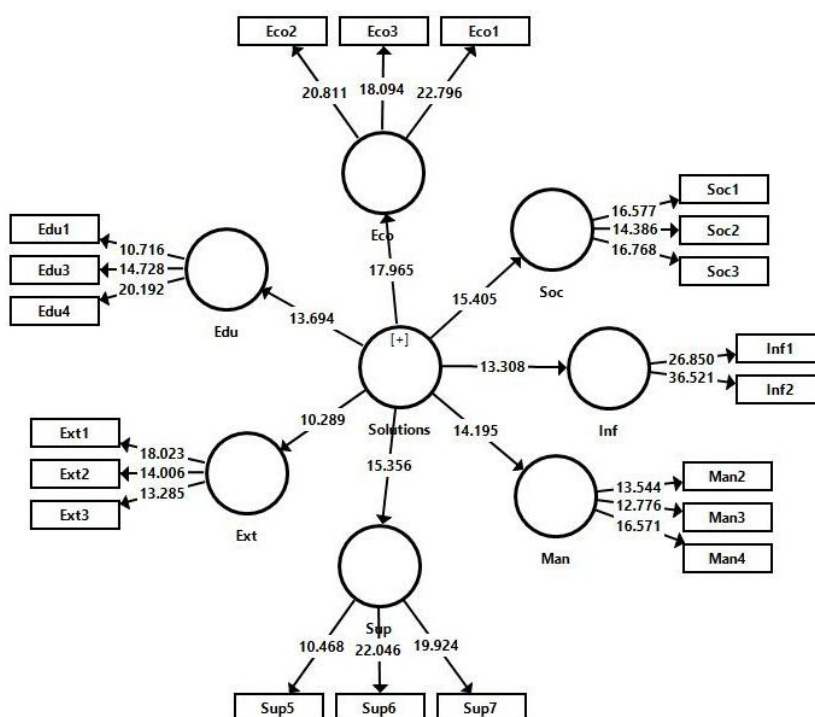 Eco2
Eco3
Eco1
20.811
18.094
22.796
Eco
17.965
Soc1
Soc2
Soc3
16.577
14.386
16.768
Soc
15.405
Edu1
Edu3
Edu4
10.716
14.728
20.192
Edu
13.694
[+]
Solutions
13.308
Inf1
Inf2
26.850
36.521
Inf
10.289
Ext1
Ext2
Ext3
18.023
14.006
13.285
Ext
15.356
14.195
Man2
Man3
Man4
13.544
12.776
16.571
Man
Sup
10.468
22.046
19.924
Sup5
Sup6
Sup7